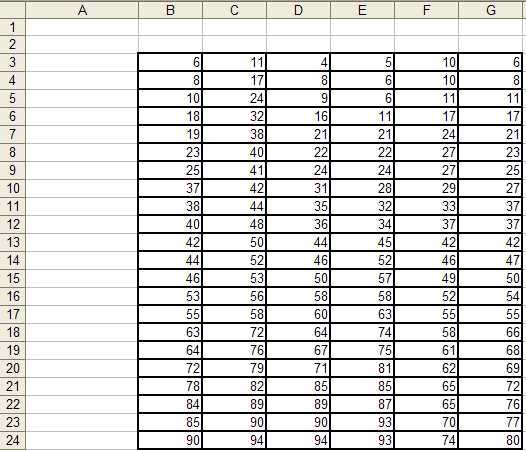 A B C D E F G
1
2
3 6 11 4 5 10 6
4 8 17 8 6 10 8
5 10 24 9 6 11 11
6 18 32 16 11 17 17
7 19 38 21 21 24 21
8 23 40 22 22 27 23
9 25 41 24 24 27 25
10 37 42 31 28 29 27
11 38 44 35 32 33 37
12 40 48 36 34 37 37
13 42 50 44 45 42 42
14 44 52 46 52 46 47
15 46 53 50 57 49 50
16 53 56 58 58 52 54
17 55 58 60 63 55 55
18 63 72 64 74 58 66
19 64 76 67 75 61 68
20 72 79 71 81 62 69
21 78 82 85 85 65 72
22 84 89 89 87 65 76
23 85 90 90 93 70 77
24 90 94 94 93 74 80